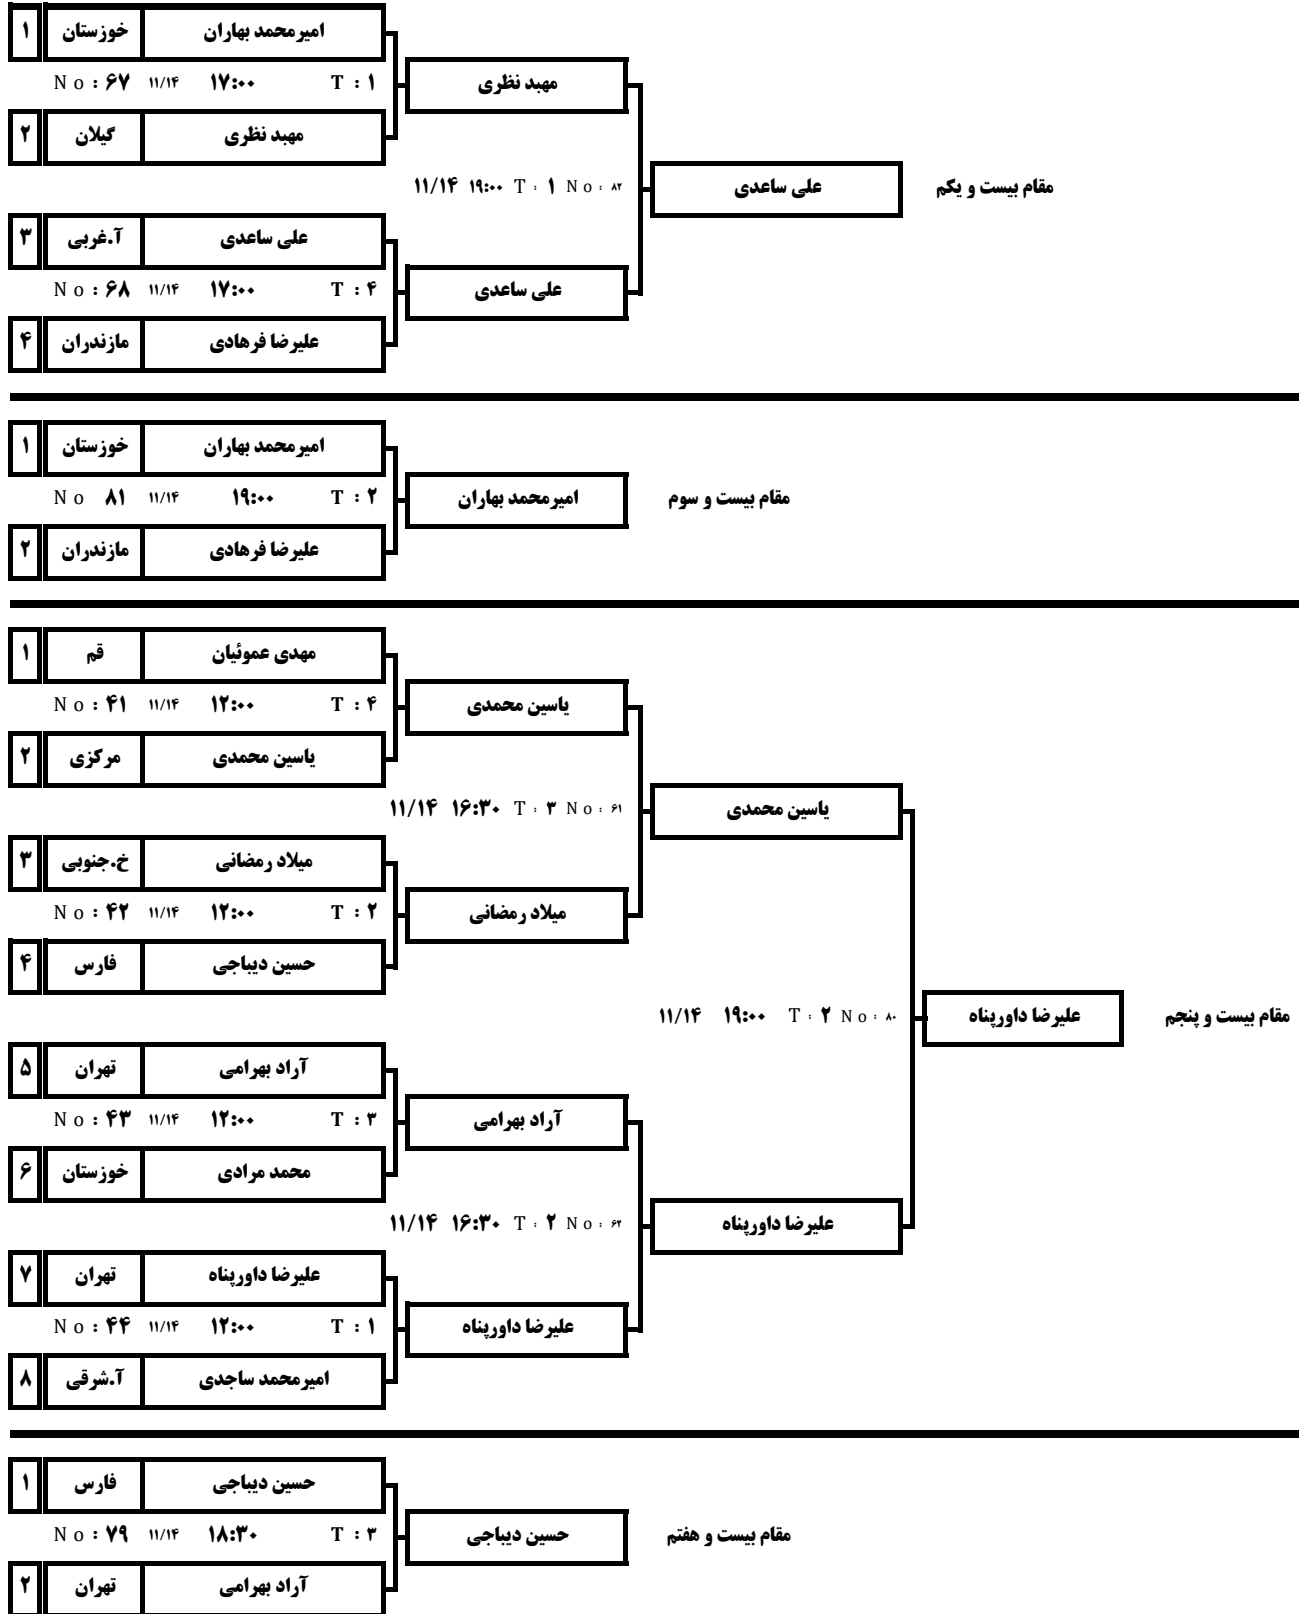 ۱ خوزستان امیرمحمد بهاران
No : ۶۷ ۱۱/۱۴ ۱۷:۰۰ T : ۱ مهبد نظری
۲ گیلان مهبد نظری
۱۱/۱۴ ۱۹:۰۰ T : ۱ No : ۸۲ علی ساعدی مقام بیست و یکم
۳ آ.غربی علی ساعدی
No : ۶۸ ۱۱/۱۴ ۱۷:۰۰ T : ۴ علی ساعدی
۴ مازندران علیرضا فرهادی
۱ خوزستان امیرمحمد بهاران
No ۸۱ ۱۱/۱۴ ۱۹:۰۰ T : ۲ امیرمحمد بهاران مقام بیست و سوم
۲ مازندران علیرضا فرهادی
۱ قم مهدی عموئیان
No : ۴۱ ۱۱/۱۴ ۱۲:۰۰ T : ۴ یاسین محمدی
۲ مرکزی یاسین محمدی
۱۱/۱۴ ۱۶:۳۰ T : ۳ No : ۶۱ یاسین محمدی
۳ خ.جنوبی میلاد رمضانی
No : ۴۲ ۱۱/۱۴ ۱۲:۰۰ T : ۲ میلاد رمضانی
۴ فارس حسین دیباجی
۱۱/۱۴ ۱۹:۰۰ T : ۲ No : ۸۰ علیرضا داورپناه مقام بیست و پنجم
۵ تهران آراد بهرامی
No : ۴۳ ۱۱/۱۴ ۱۲:۰۰ T : ۳ آراد بهرامی
۶ خوزستان محمد مرادی
۱۱/۱۴ ۱۶:۳۰ T : ۲ No : ۶۲ علیرضا داورپناه
۷ تهران علیرضا داورپناه
No : ۴۴ ۱۱/۱۴ ۱۲:۰۰ T : ۱ علیرضا داورپناه
۸ آ.شرقی امیرمحمد ساجدی
۱ فارس حسین دیباجی
No : ۷۹ ۱۱/۱۴ ۱۸:۳۰ T : ۳ حسین دیباجی مقام بیست و هفتم
۲ تهران آراد بهرامی